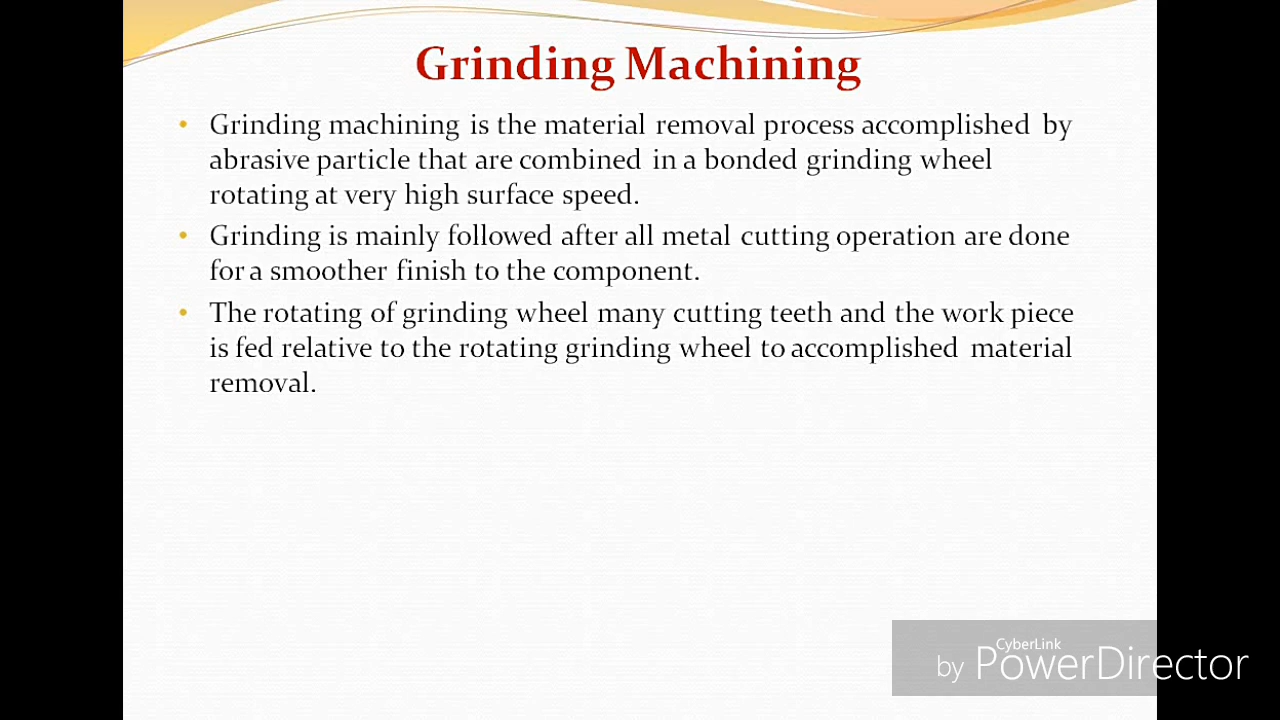 Grinding Machining
• Grinding machining is the material removal process accomplished by
abrasive particle that are combined in a bonded grinding wheel
rotating at very high surface speed.
• Grinding is mainly followed after all metal cutting operation are done
for a smoother finish to the component.
• The rotating of grinding wheel many cutting teeth and the work piece
is fed relative to the rotating grinding wheel to accomplished material
removal.
CyberLink
by PowerDirector